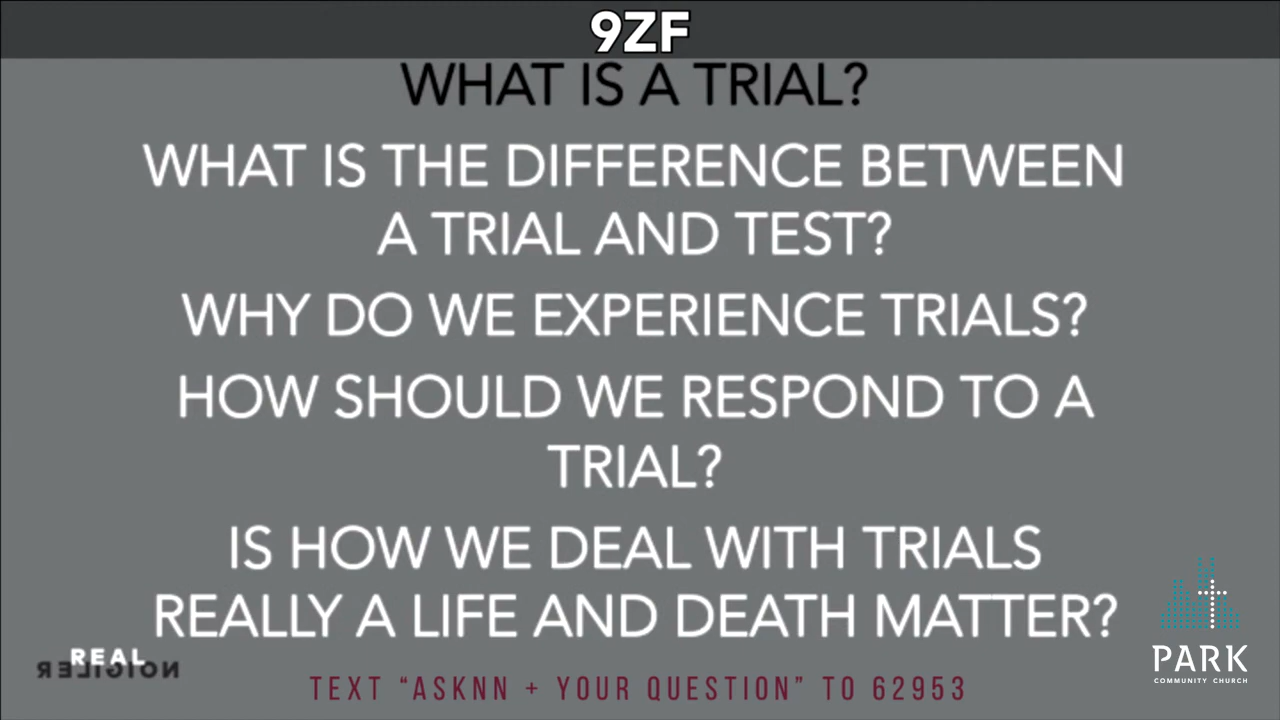 9ZF
WHAT IS A TRIAL?
WHAT IS THE DIFFERENCE BETWEEN
A TRIAL AND TEST?
WHY DO WE EXPERIENCE TRIALS?
HOW SHOULD WE RESPOND TO A
TRIAL?
IS HOW WE DEAL WITH TRIALS
REALLY A LIFE AND DEATH MATTER?
REAL
RELIGION
TEXT “ASKNN + YOUR QUESTION” TO 62953
PARK
COMMUNITY CHURCH